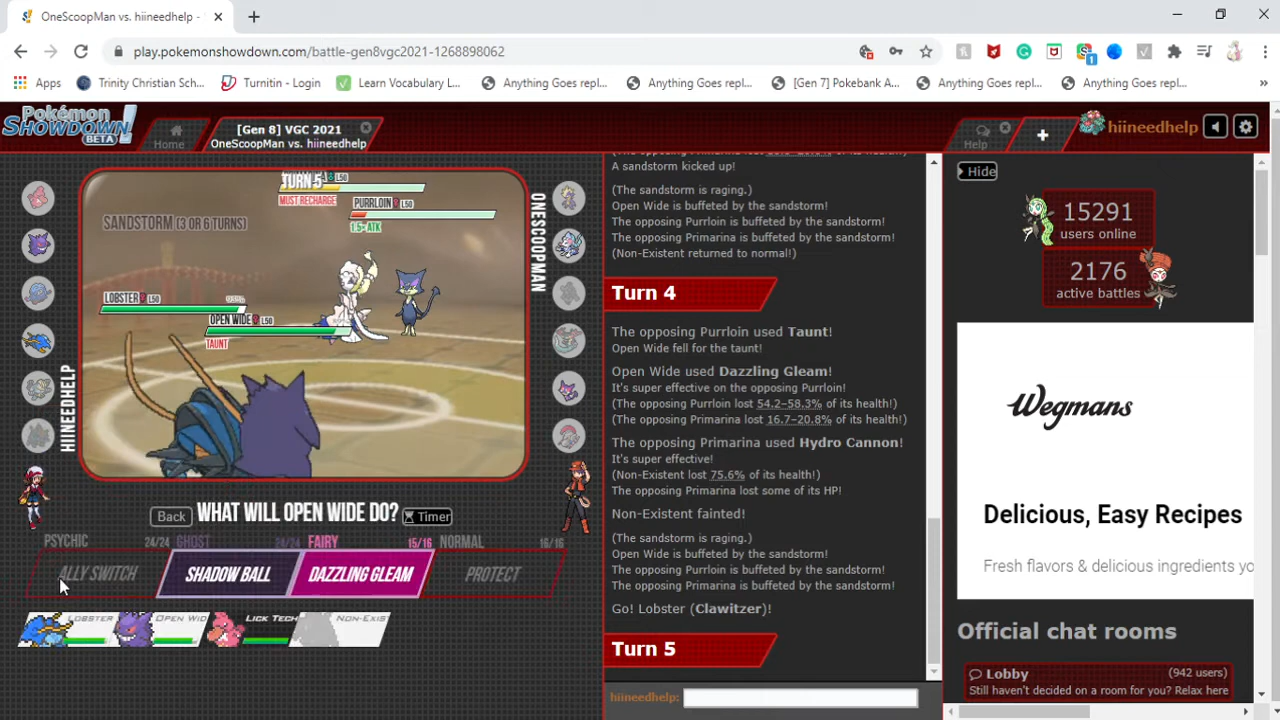 OneScoopMan vs. hiineedhelp -
play.pokemonshowdown.com/battle-gen8vgc2021-1268898062
Apps
Trinity Christian Sch...
Turnitin - Login
Learn Vocabulary L...
Anything Goes repl...
Anything Goes repl...
[Gen 7] Pokebank A...
Anything Goes repl...
Anything Goes repl...
Pokémon
Showdown!
BETA
Home
[Gen 8] VGC 2021
OneScoopMan vs. hiineedhelp
Help
hiineedhelp
TURN 5
L50
MUST RECHARGE
PURRLOIN L50
1.5× ATK
SANDSTORM (3 OR 6 TURNS)
LOBSTER L50
OPEN WIDE L50
TAUNT
HIINEEDHELP
ONESCOOPMAN
Back
WHAT WILL OPEN WIDE DO?
Timer
PSYCHIC 24/24
GHOST 24/24
FAIRY 15/16
NORMAL 16/16
ALLY SWITCH
SHADOW BALL
DAZZLING GLEAM
PROTECT
LOBSTER
OPEN WID
LICK TECH
NON-EXIS
A sandstorm kicked up!
(The sandstorm is raging.)
Open Wide is buffeted by the sandstorm!
The opposing Purrloin is buffeted by the sandstorm!
The opposing Primarina is buffeted by the sandstorm!
(Non-Existent returned to normal!)
Turn 4
The opposing Purrloin used Taunt!
Open Wide fell for the taunt!
Open Wide used Dazzling Gleam!
It's super effective on the opposing Purrloin!
(The opposing Purrloin lost 54.2–58.3% of its health!)
(The opposing Primarina lost 16.7–20.8% of its health!)
The opposing Primarina used Hydro Cannon!
It's super effective!
(Non-Existent lost 75.6% of its health!)
The opposing Primarina lost some of its HP!
Non-Existent fainted!
(The sandstorm is raging.)
Open Wide is buffeted by the sandstorm!
The opposing Purrloin is buffeted by the sandstorm!
The opposing Primarina is buffeted by the sandstorm!
Go! Lobster (Clawitzer)!
Turn 5
hiineedhelp:
Hide
15291
users online
2176
active battles
Wegmans
Delicious, Easy Recipes
Fresh flavors & delicious ingredients yo
Official chat rooms
Lobby
(942 users)
Still haven't decided on a room for you? Relax here